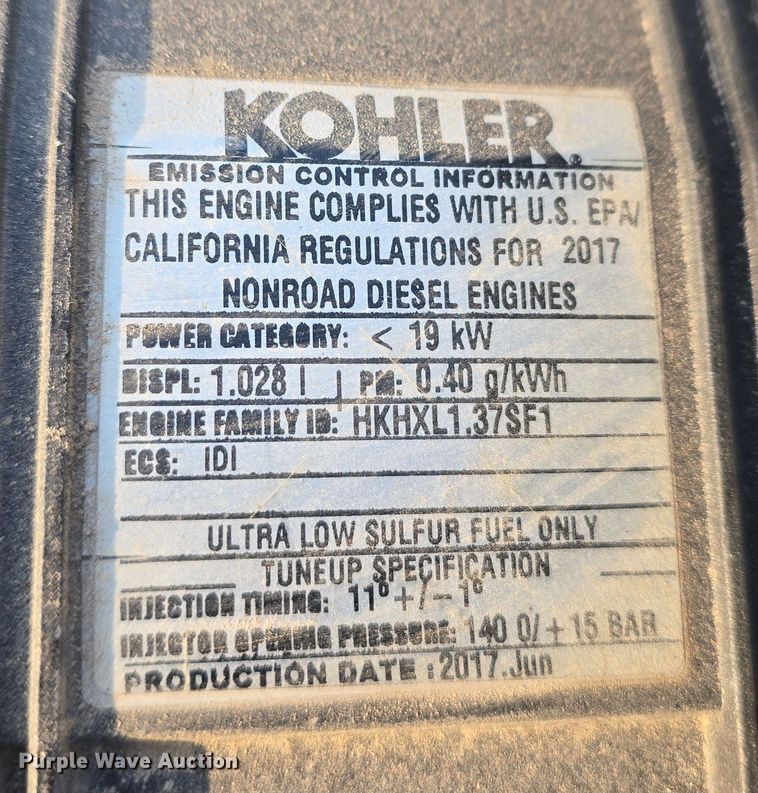 KOHLER®
EMISSION CONTROL INFORMATION
THIS ENGINE COMPLIES WITH U.S. EPA/
CALIFORNIA REGULATIONS FOR 2017
NONROAD DIESEL ENGINES
POWER CATEGORY: < 19 kW
DISPL: 1.028 l | PM: 0.40 g/kWh
ENGINE FAMILY ID: HKHXL1.37SF1
ECS: IDI
ULTRA LOW SULFUR FUEL ONLY
TUNEUP SPECIFICATION
INJECTION TIMING: 11° +/- 1°
INJECTOR OPENING PRESSURE: 140 0/ +15 BAR
PRODUCTION DATE : 2017.Jun
Purple Wave Auction